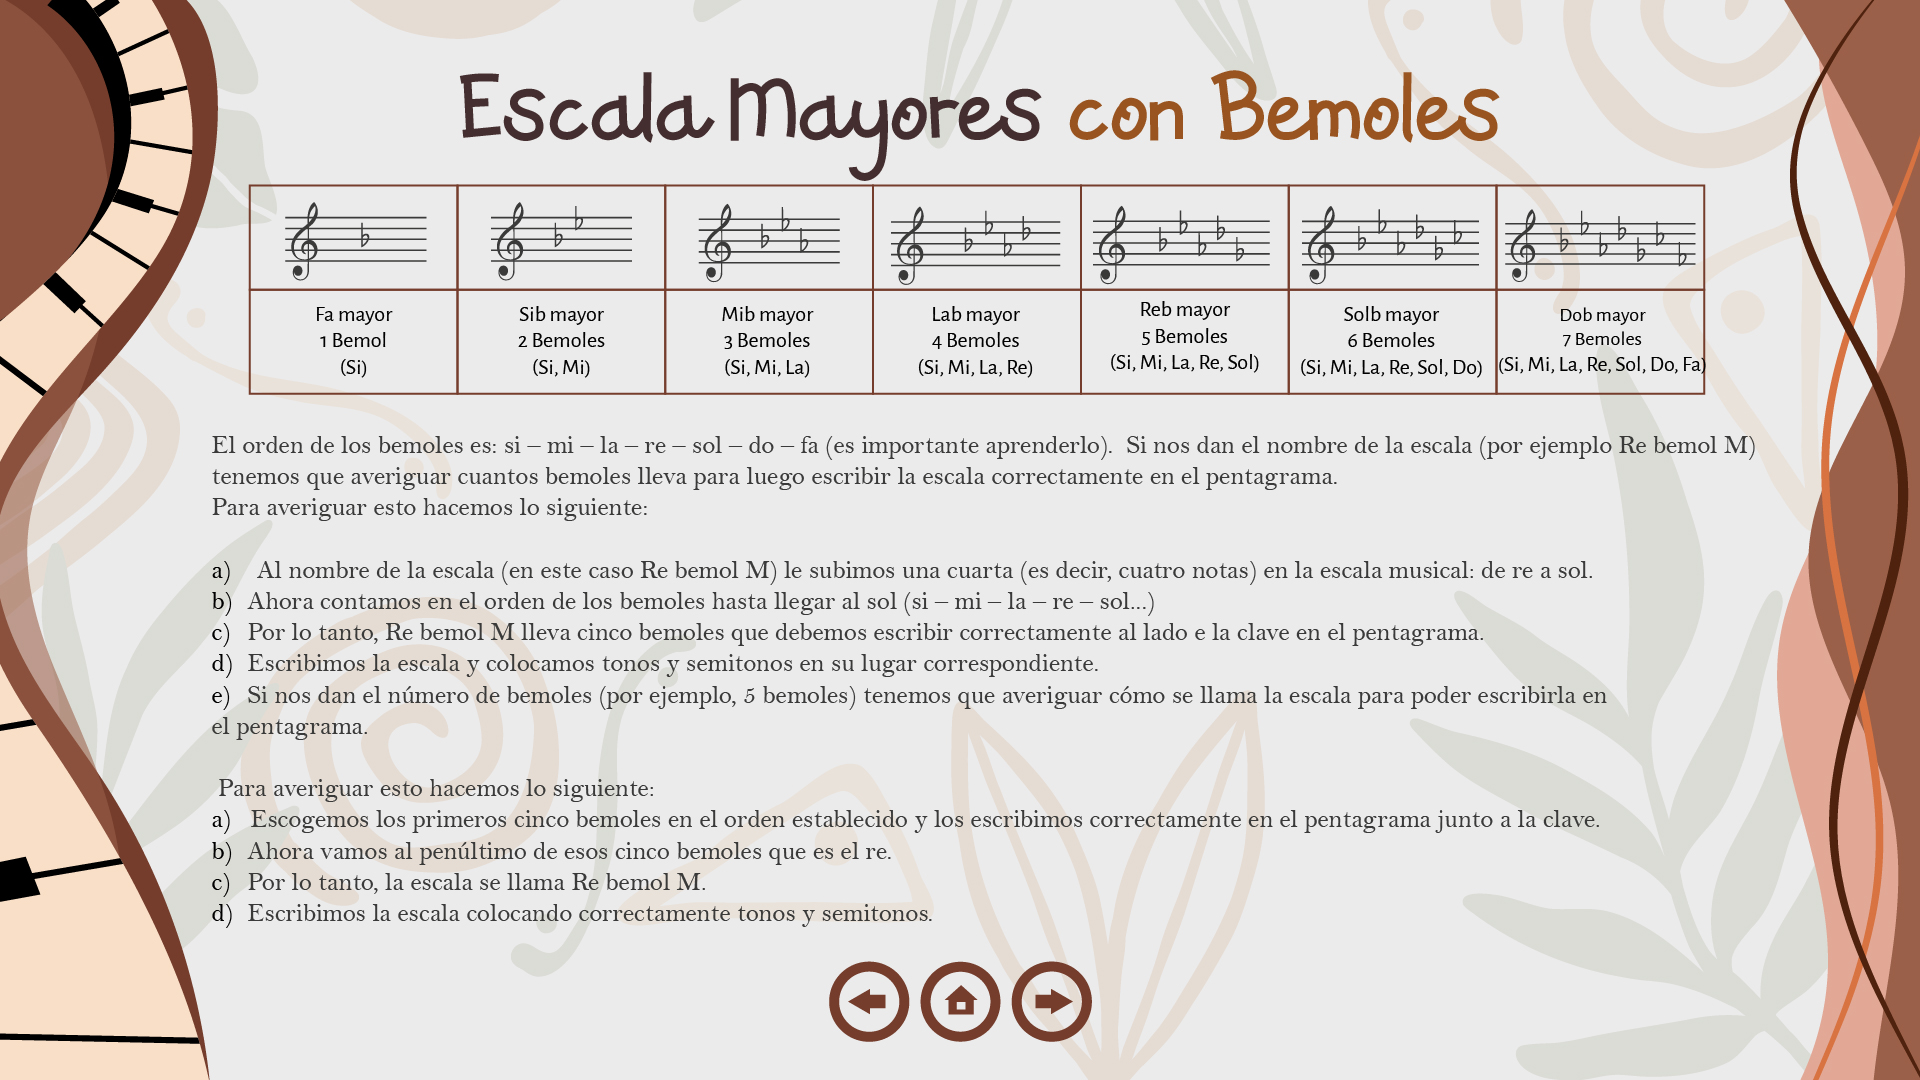 Escala Mayores con Bemoles
Fa mayor
1 Bemol
(Si)
Sib mayor
2 Bemoles
(Si, Mi)
Mib mayor
3 Bemoles
(Si, Mi, La)
Lab mayor
4 Bemoles
(Si, Mi, La, Re)
Reb mayor
5 Bemoles
(Si, Mi, La, Re, Sol)
Solb mayor
6 Bemoles
(Si, Mi, La, Re, Sol, Do)
Dob mayor
7 Bemoles
(Si, Mi, La, Re, Sol, Do, Fa)
El orden de los bemoles es: si – mi – la – re – sol – do – fa (es importante aprenderlo). Si nos dan el nombre de la escala (por ejemplo Re bemol M)
tenemos que averiguar cuantos bemoles lleva para luego escribir la escala correctamente en el pentagrama.
Para averiguar esto hacemos lo siguiente:
a) Al nombre de la escala (en este caso Re bemol M) le subimos una cuarta (es decir, cuatro notas) en la escala musical: de re a sol.
b) Ahora contamos en el orden de los bemoles hasta llegar al sol (si – mi – la – re – sol...)
c) Por lo tanto, Re bemol M lleva cinco bemoles que debemos escribir correctamente al lado e la clave en el pentagrama.
d) Escribimos la escala y colocamos tonos y semitonos en su lugar correspondiente.
e) Si nos dan el número de bemoles (por ejemplo, 5 bemoles) tenemos que averiguar cómo se llama la escala para poder escribirla en
el pentagrama.
Para averiguar esto hacemos lo siguiente:
a) Escogemos los primeros cinco bemoles en el orden establecido y los escribimos correctamente en el pentagrama junto a la clave.
b) Ahora vamos al penúltimo de esos cinco bemoles que es el re.
c) Por lo tanto, la escala se llama Re bemol M.
d) Escribimos la escala colocando correctamente tonos y semitonos.